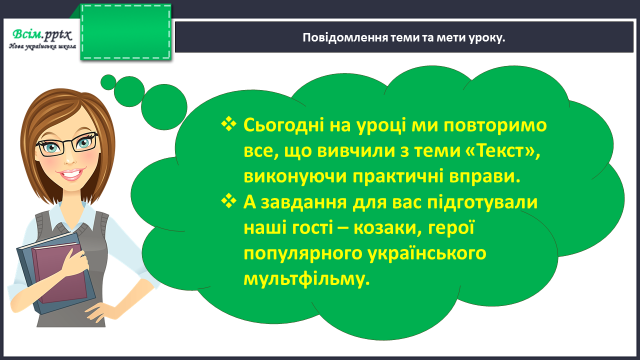 Всім.pptx
Нова українська школа
Повідомлення теми та мети уроку.
❖ Сьогодні на уроці ми повторимо
все, що вивчили з теми «Текст»,
виконуючи практичні вправи.
❖ А завдання для вас підготували
наші гості – козаки, герої
популярного українського
мультфільму.